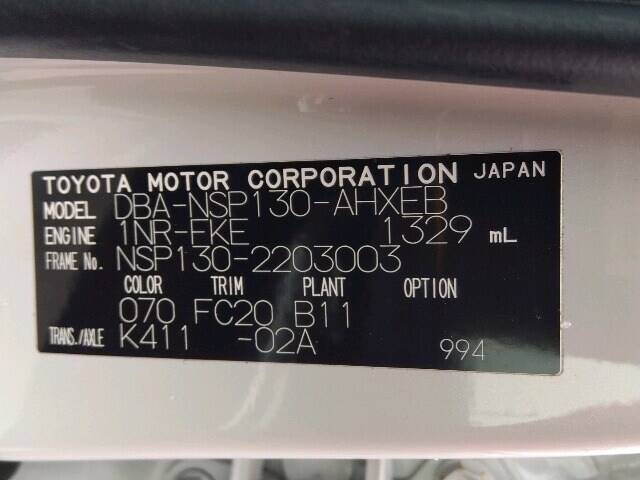 TOYOTA MOTOR CORPORATION JAPAN
MODEL DBA-NSP130-AHXEB
ENGINE 1NR-FKE 1329 mL
FRAME No. NSP130-2203003
COLOR TRIM PLANT OPTION
070 FC20 B11
TRANS./AXLE K411 -02A 994